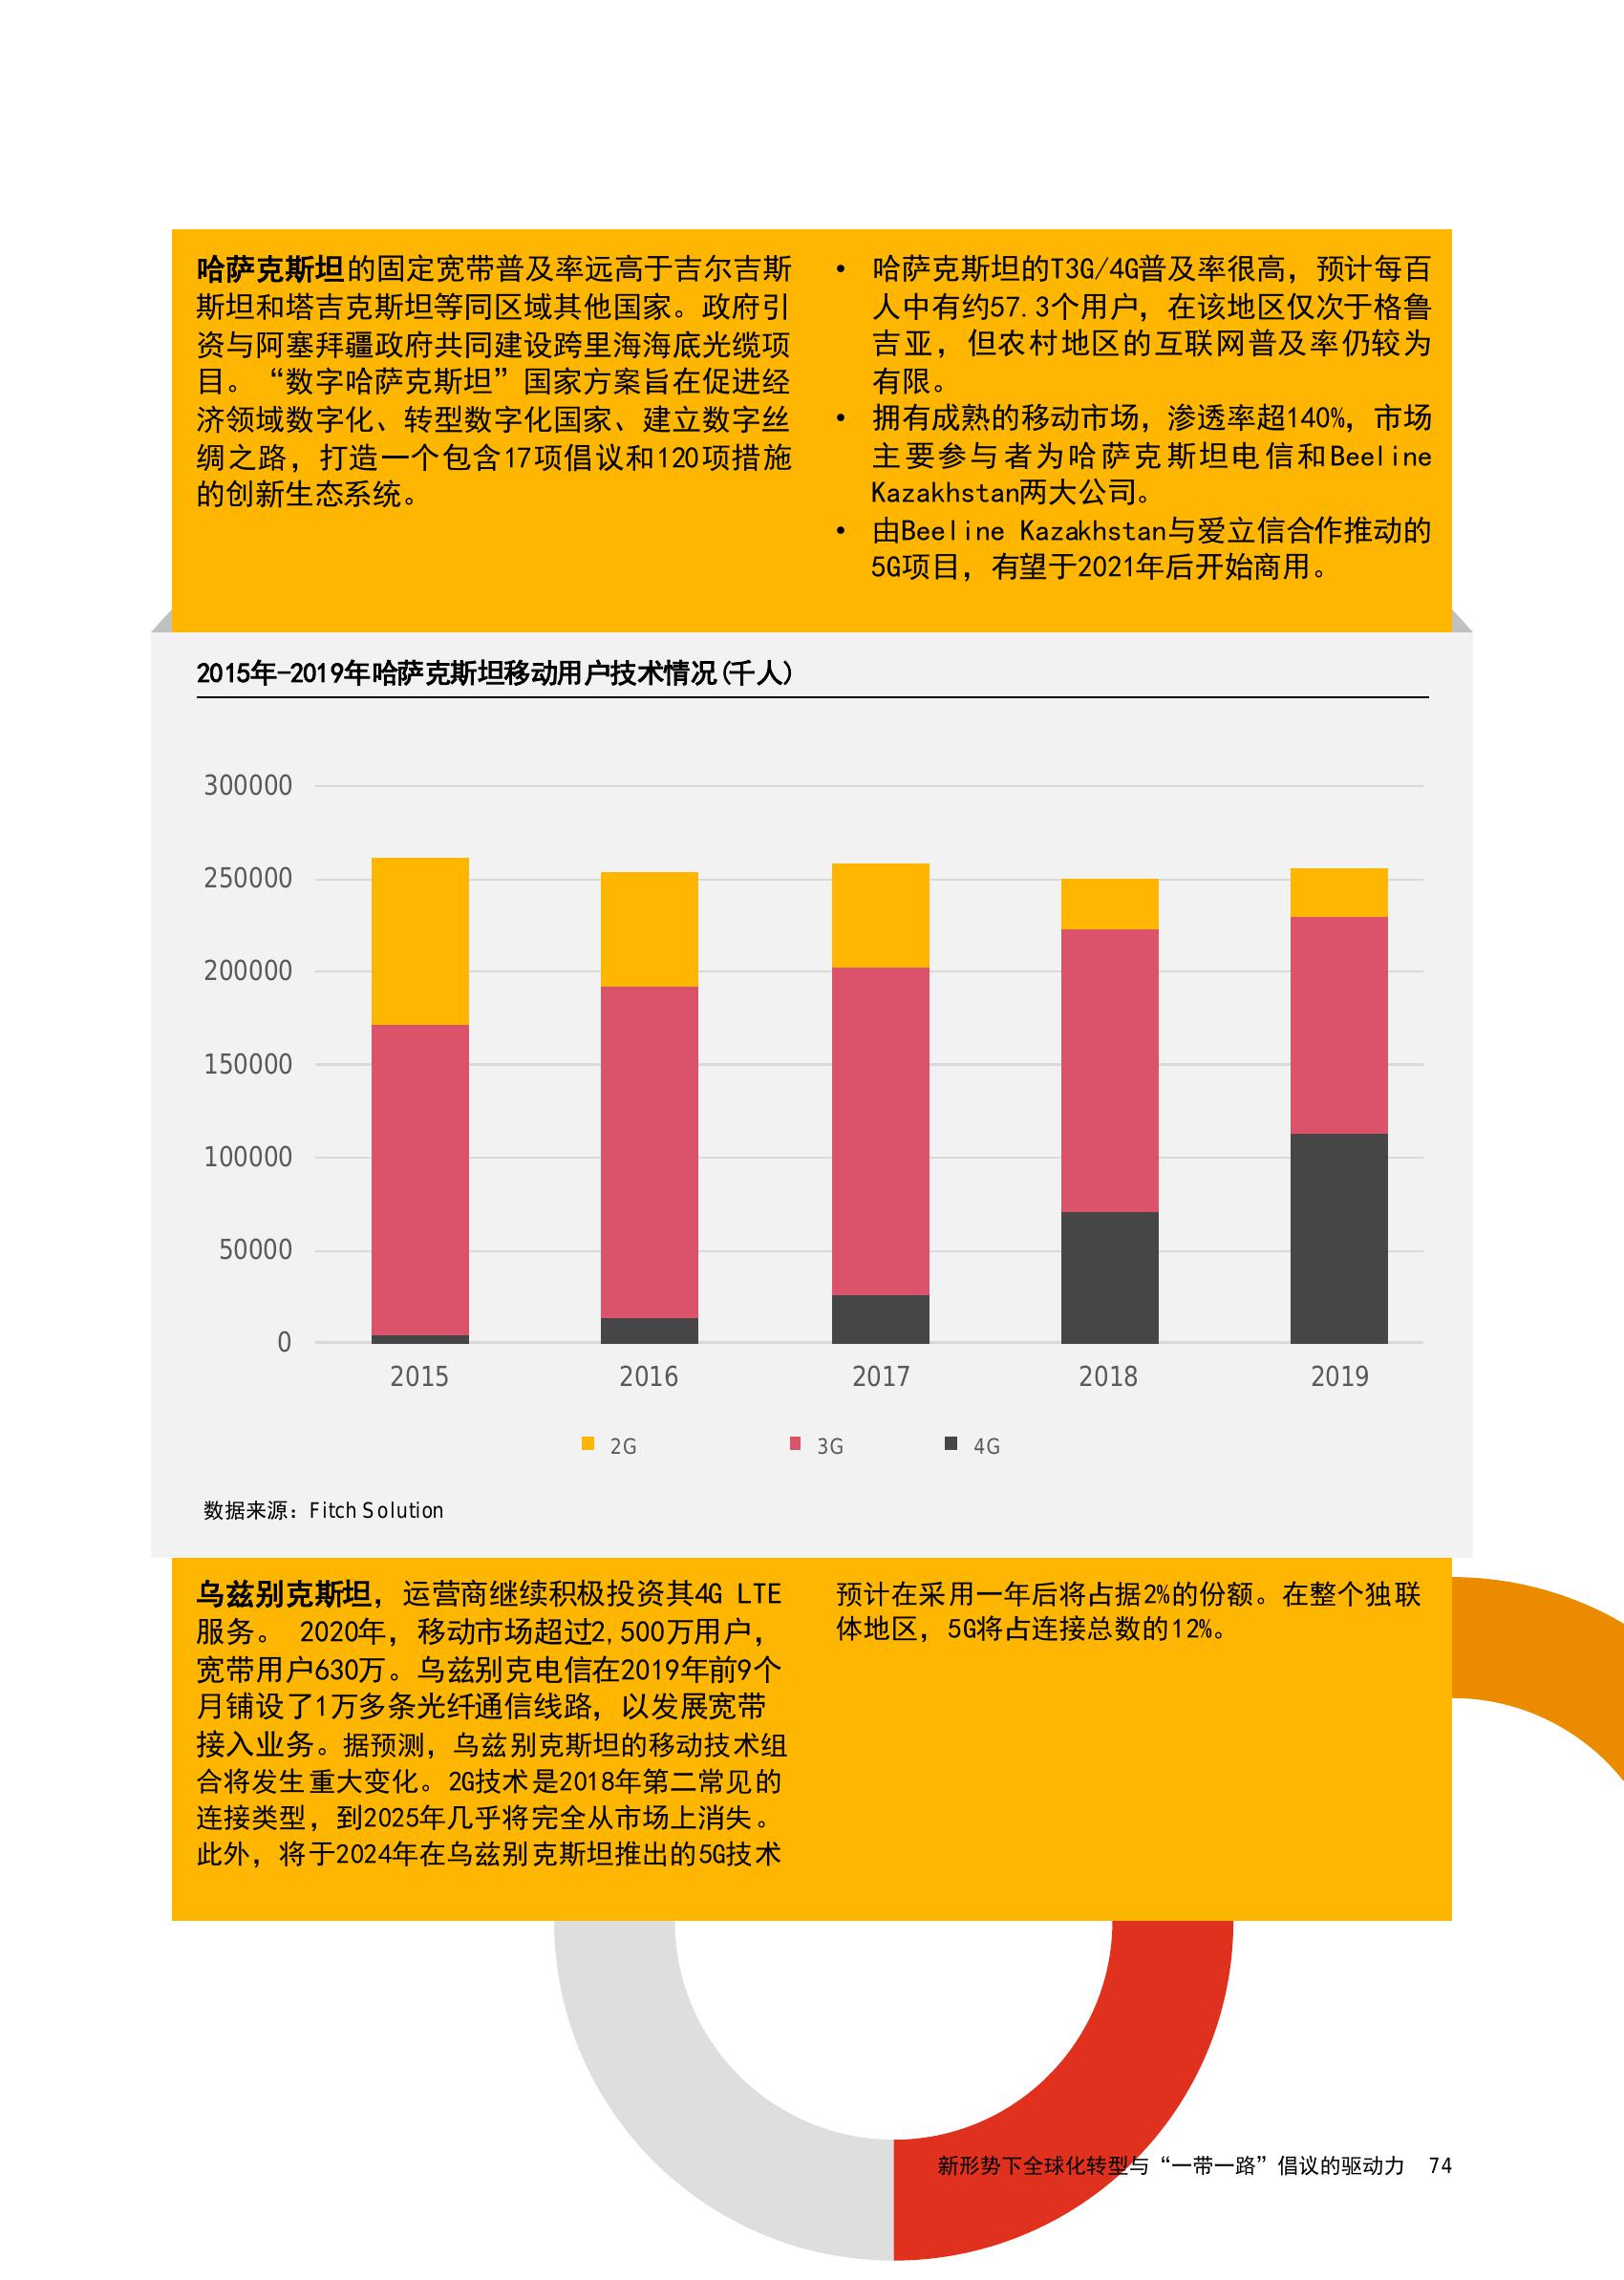 哈萨克斯坦的固定宽带普及率远高于吉尔吉斯
斯坦和塔吉克斯坦等同区域其他国家。政府引
资与阿塞拜疆政府共同建设跨里海海底光缆项
目。“数字哈萨克斯坦”国家方案旨在促进经
济领域数字化、转型数字化国家、建立数字丝
绸之路，打造一个包含17项倡议和120项措施
的创新生态系统。
• 哈萨克斯坦的T3G/4G普及率很高，预计每百
人中有约57.3个用户，在该地区仅次于格鲁
吉亚，但农村地区的互联网普及率仍较为
有限。
• 拥有成熟的移动市场，渗透率超140%，市场
主要参与者为哈萨克斯坦电信和Beeline
Kazakhstan两大公司。
• 由Beeline Kazakhstan与爱立信合作推动的
5G项目，有望于2021年后开始商用。
2015年-2019年哈萨克斯坦移动用户技术情况(千人)
300000
250000
200000
150000
100000
50000
0
2015 2016 2017 2018 2019
2G 3G 4G
数据来源：Fitch Solution
乌兹别克斯坦，运营商继续积极投资其4G LTE
服务。 2020年，移动市场超过2,500万用户，
宽带用户630万。乌兹别克电信在2019年前9个
月铺设了1万多条光纤通信线路，以发展宽带
接入业务。据预测，乌兹别克斯坦的移动技术组
合将发生重大变化。2G技术是2018年第二常见的
连接类型，到2025年几乎将完全从市场上消失。
此外，将于2024年在乌兹别克斯坦推出的5G技术
预计在采用一年后将占据2%的份额。在整个独联
体地区，5G将占连接总数的12%。
新形势下全球化转型与“一带一路”倡议的驱动力 74